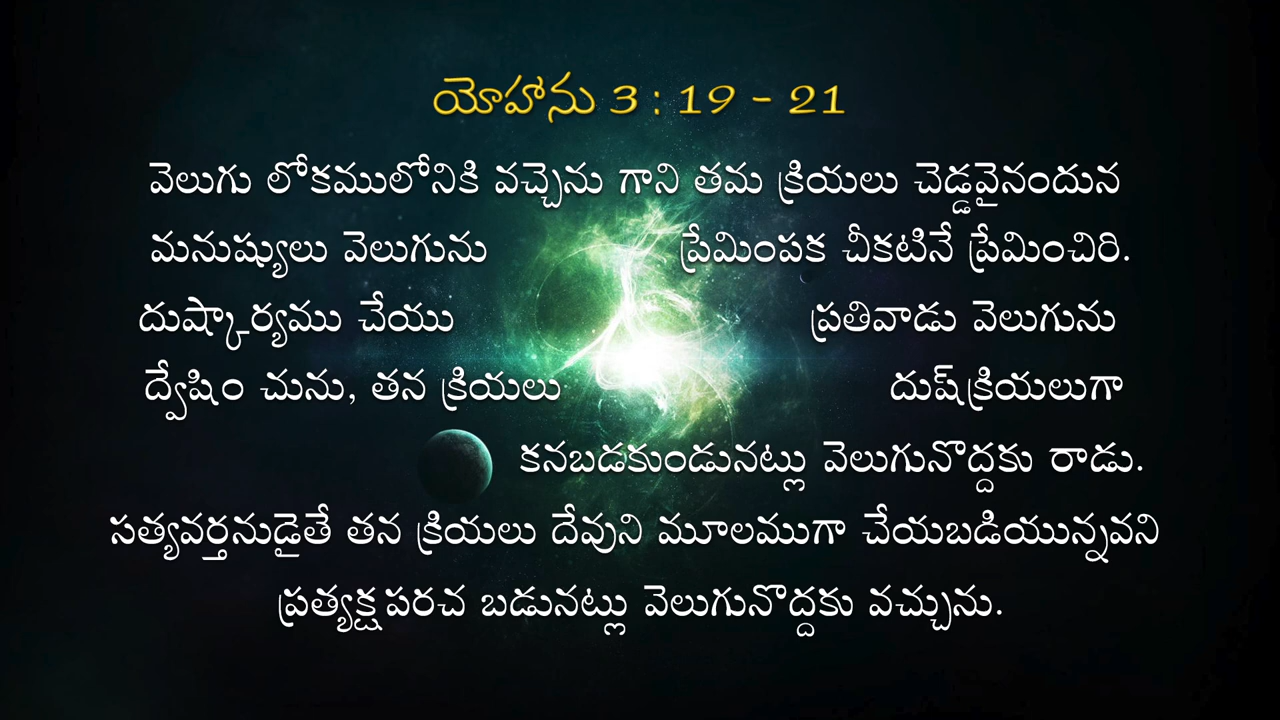 యోహాను 3 : 19 - 21
వెలుగు లోకములోనికి వచ్చెను గాని తమ క్రియలు చెడ్డవైనందున
మనుష్యులు వెలుగును ప్రేమింపక చీకటినే ప్రేమించిరి.
దుష్కార్యము చేయు ప్రతివాడు వెలుగును
ద్వేషిం చును, తన క్రియలు దుష్‌క్రియలుగా
కనబడకుండునట్లు వెలుగునొద్దకు రాడు.
సత్యవర్తనుడైతే తన క్రియలు దేవుని మూలముగా చేయబడియున్నవని
ప్రత్యక్షపరచ బడునట్లు వెలుగునొద్దకు వచ్చును.